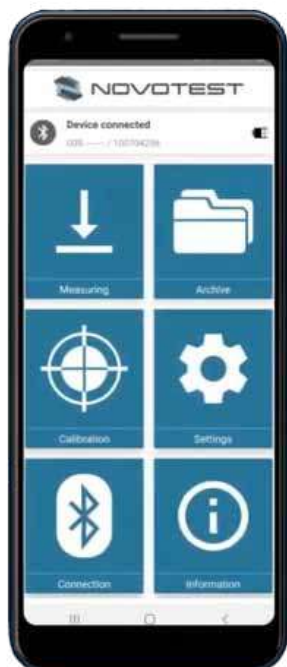 NOVOTEST
Device connected
Measuring
Archive
Calibration
Settings
Connection
Information